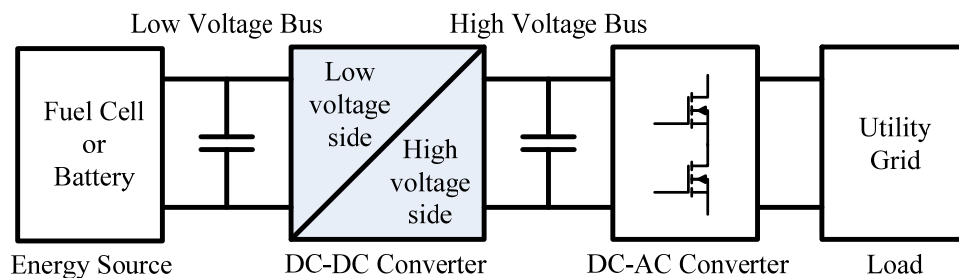 Low Voltage Bus
High Voltage Bus
Fuel Cell
or
Battery
Low
voltage
side
High
voltage
side
Utility
Grid
Energy Source
DC-DC Converter
DC-AC Converter
Load